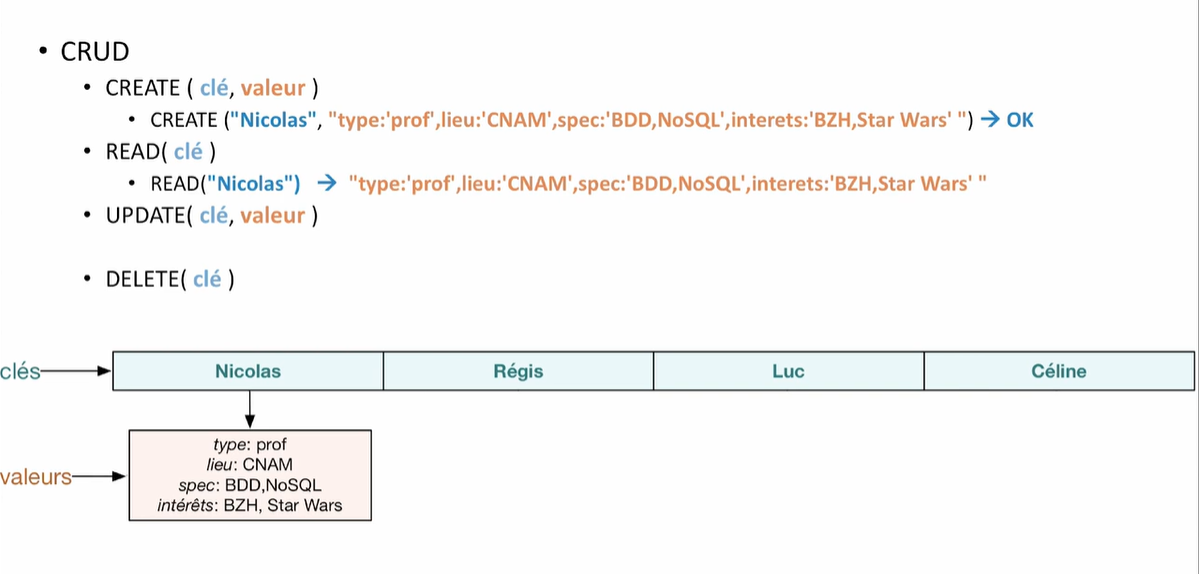 • CRUD
• CREATE ( clé, valeur )
• CREATE ("Nicolas", "type:'prof',lieu:'CNAM',spec:'BDD,NoSQL',interets:'BZH,Star Wars' ") → OK
• READ( clé )
• READ("Nicolas") → "type:'prof',lieu:'CNAM',spec:'BDD,NoSQL',interets:'BZH,Star Wars' "
• UPDATE( clé, valeur )
• DELETE( clé )
clés Nicolas Régis Luc Céline
type: prof
lieu: CNAM
valeurs
spec: BDD,NoSQL
intérêts: BZH, Star Wars